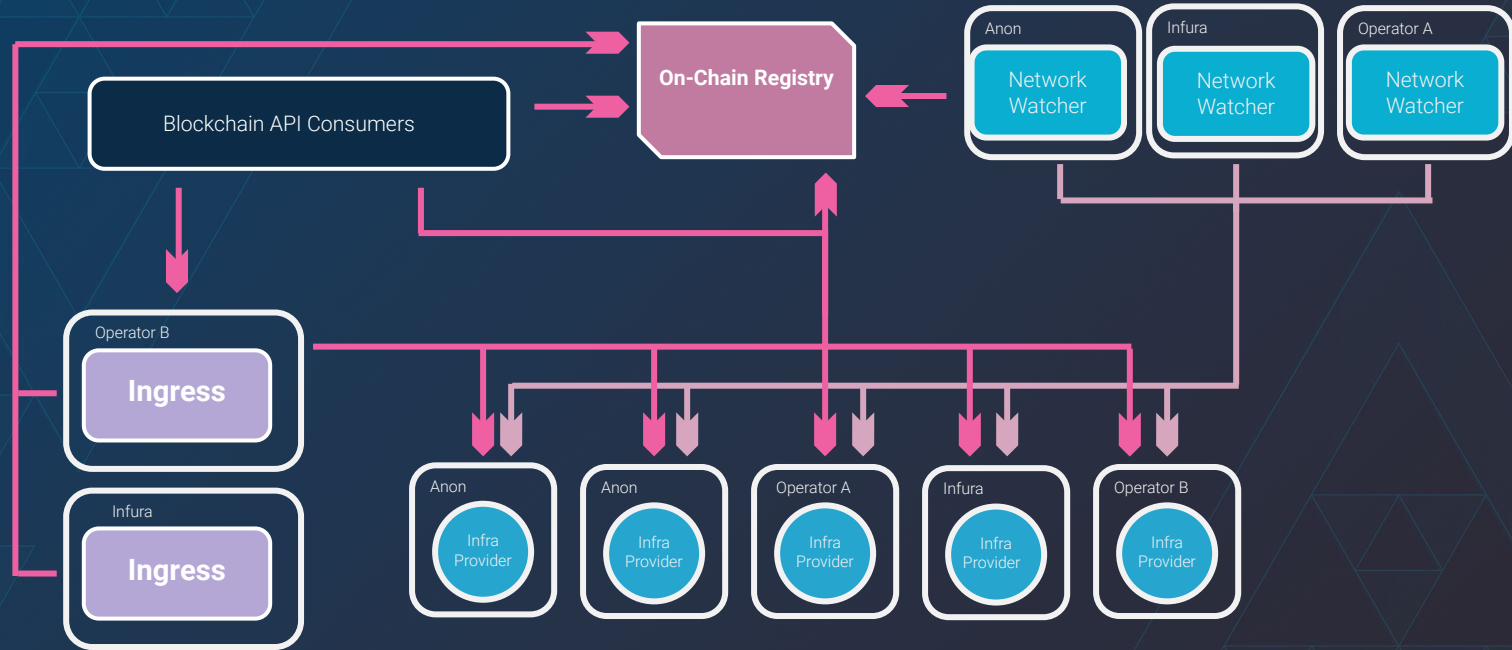 Anon
Infura
Operator A
On-Chain Registry
Network
Watcher
Network
Watcher
Network
Watcher
Blockchain API Consumers
Operator B
Ingress
Infura
Ingress
Anon
Infra
Provider
Anon
Infra
Provider
Operator A
Infra
Provider
Infura
Infra
Provider
Operator B
Infra
Provider